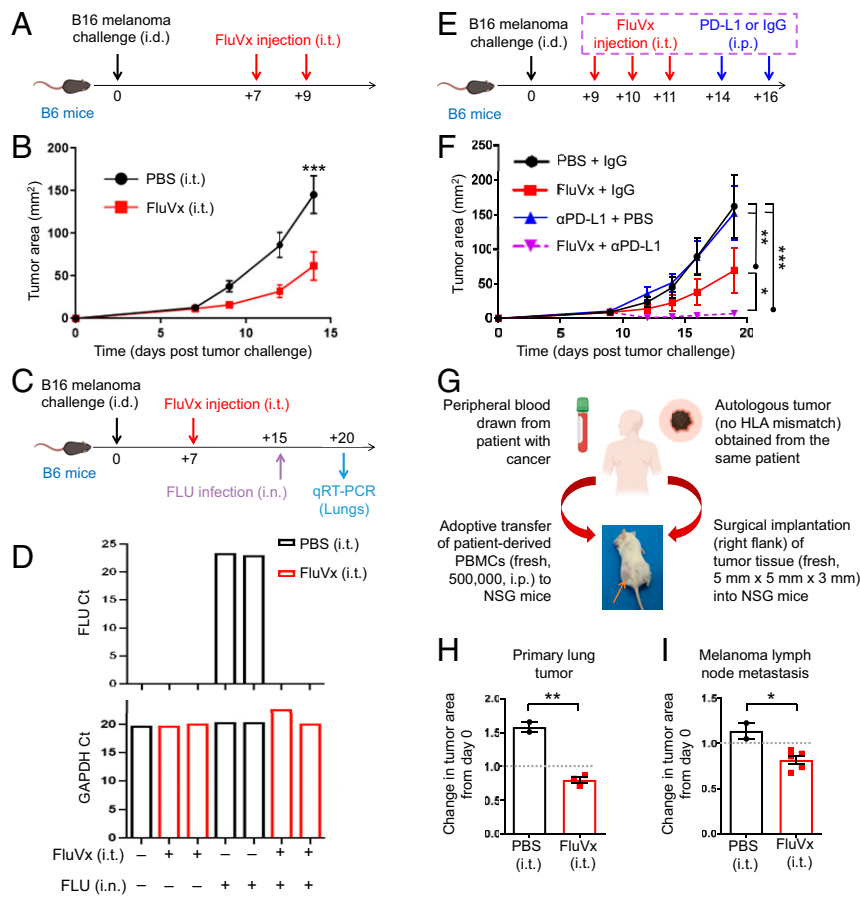 A
B16 melanoma
challenge (i.d.)
FluVx injection (i.t.)
0
+7
+9
B6 mice
B
Tumor area (mm²)
200
150
100
50
0
PBS (i.t.)
FluVx (i.t.)
***
0
5
10
15
Time (days post tumor challenge)
C
B16 melanoma
challenge (i.d.)
FluVx injection (i.t.)
0
+7
+15
+20
B6 mice
FLU infection (i.n.)
qRT-PCR
(Lungs)
D
PBS (i.t.)
FluVx (i.t.)
FLU Ct
25
20
15
10
5
0
GAPDH Ct
20
15
10
5
0
FluVx (i.t.) – + + – – + +
FLU (i.n.) – – – + + + +
E
B16 melanoma
challenge (i.d.)
FluVx
injection (i.t.)
PD-L1 or IgG
(i.p.)
0
+9
+10
+11
+14
+16
B6 mice
F
Tumor area (mm²)
250
200
150
100
50
0
PBS + IgG
FluVx + IgG
αPD-L1 + PBS
FluVx + αPD-L1
**
***
*
0
5
10
15
20
Time (days post tumor challenge)
G
Peripheral blood
drawn from
patient with
cancer
Autologous tumor
(no HLA mismatch)
obtained from the
same patient
Adoptive transfer
of patient-derived
PBMCs (fresh,
500,000, i.p.) to
NSG mice
Surgical implantation
(right flank) of
tumor tissue (fresh,
5 mm x 5 mm x 3 mm)
into NSG mice
H
Primary lung
tumor
Change in tumor area
from day 0
2.0
1.5
1.0
0.5
0.0
**
PBS
(i.t.)
FluVx
(i.t.)
I
Melanoma lymph
node metastasis
Change in tumor area
from day 0
1.5
1.0
0.5
0.0
*
PBS
(i.t.)
FluVx
(i.t.)